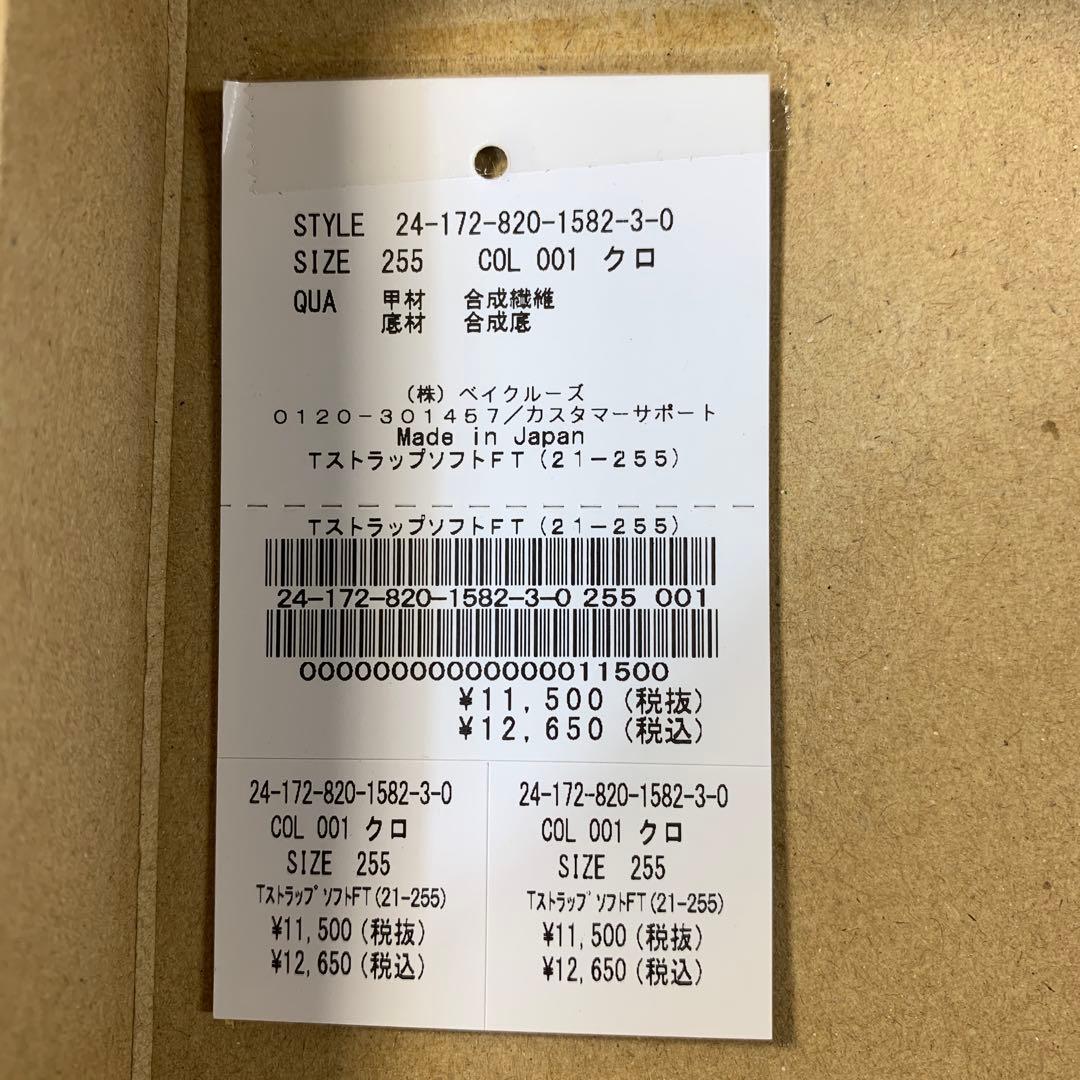 STYLE 24-172-820-1582-3-0
SIZE 255 COL 001 クロ
QUA 甲材 合成繊維
底材 合成底
(株)ベイクルーズ
0120-301457/カスタマーサポート
Made in Japan
TストラップソフトFT(21-255)
TストラップソフトFT(21-255)
24-172-820-1582-3-0 255 001
00000000000000011500
¥11,500(税抜)
¥12,650(税込)
24-172-820-1582-3-0
COL 001 クロ
SIZE 255
TストラップソフトFT(21-255)
¥11,500(税抜)
¥12,650(税込)
24-172-820-1582-3-0
COL 001 クロ
SIZE 255
TストラップソフトFT(21-255)
¥11,500(税抜)
¥12,650(税込)